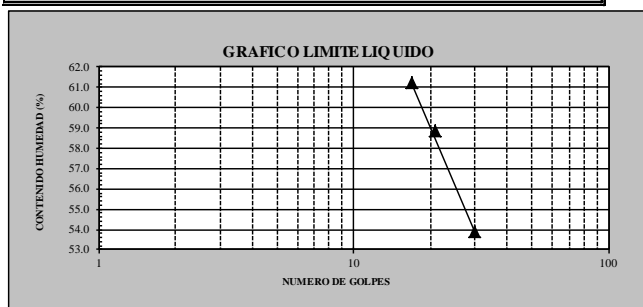 GRAFICO LIMITE LIQUIDO
CONTENIDO HUMEDAD (%)
62.0
61.0
60.0
59.0
58.0
57.0
56.0
55.0
54.0
53.0
1 10 100
NUMERO DE GOLPES